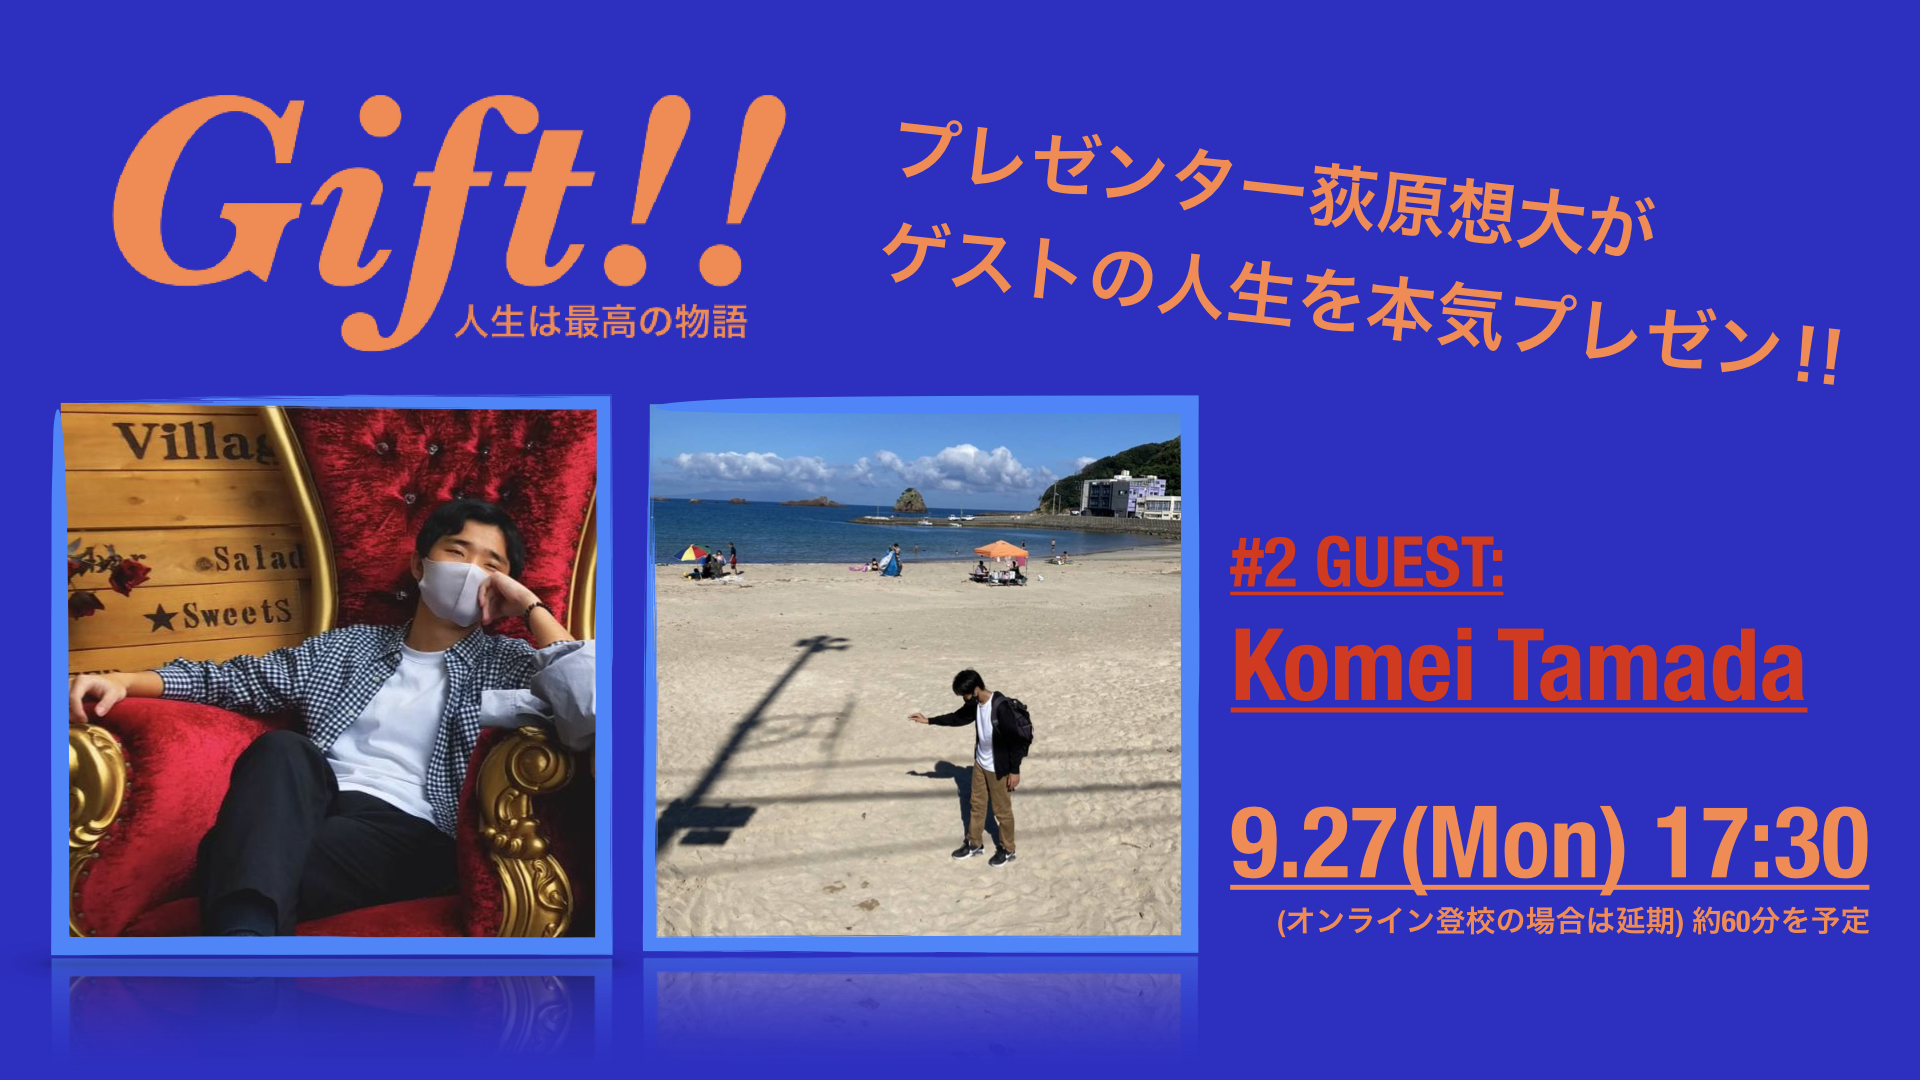 Gift!!
人生は最高の物語
プレゼンター荻原想大が
ゲストの人生を本気プレゼン!!
Villag
Salad
★SweetS
#2 GUEST:
Komei Tamada
9.27(Mon) 17:30
(オンライン登校の場合は延期) 約60分を予定